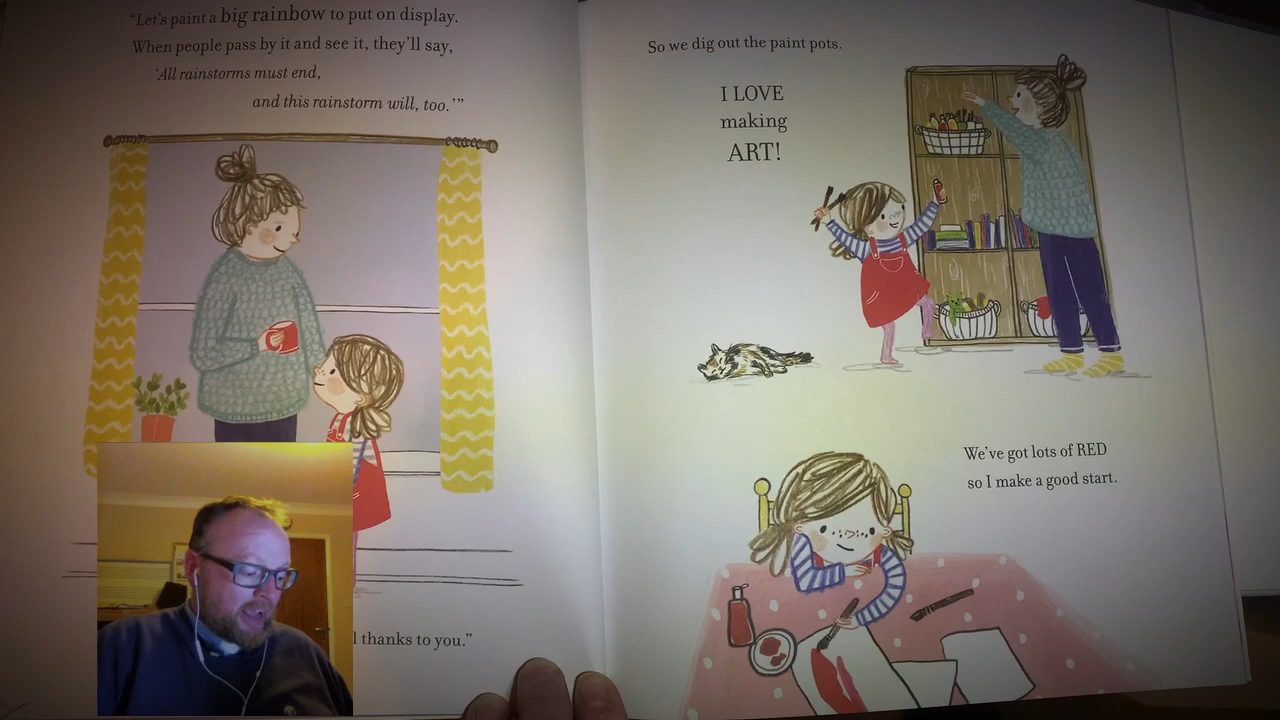 “Let’s paint a big rainbow to put on display.
When people pass by it and see it, they’ll say,
‘All rainstorms must end,
and this rainstorm will, too.’”
thanks to you.”
So we dig out the paint pots.
I LOVE
making
ART!
We’ve got lots of RED
so I make a good start.